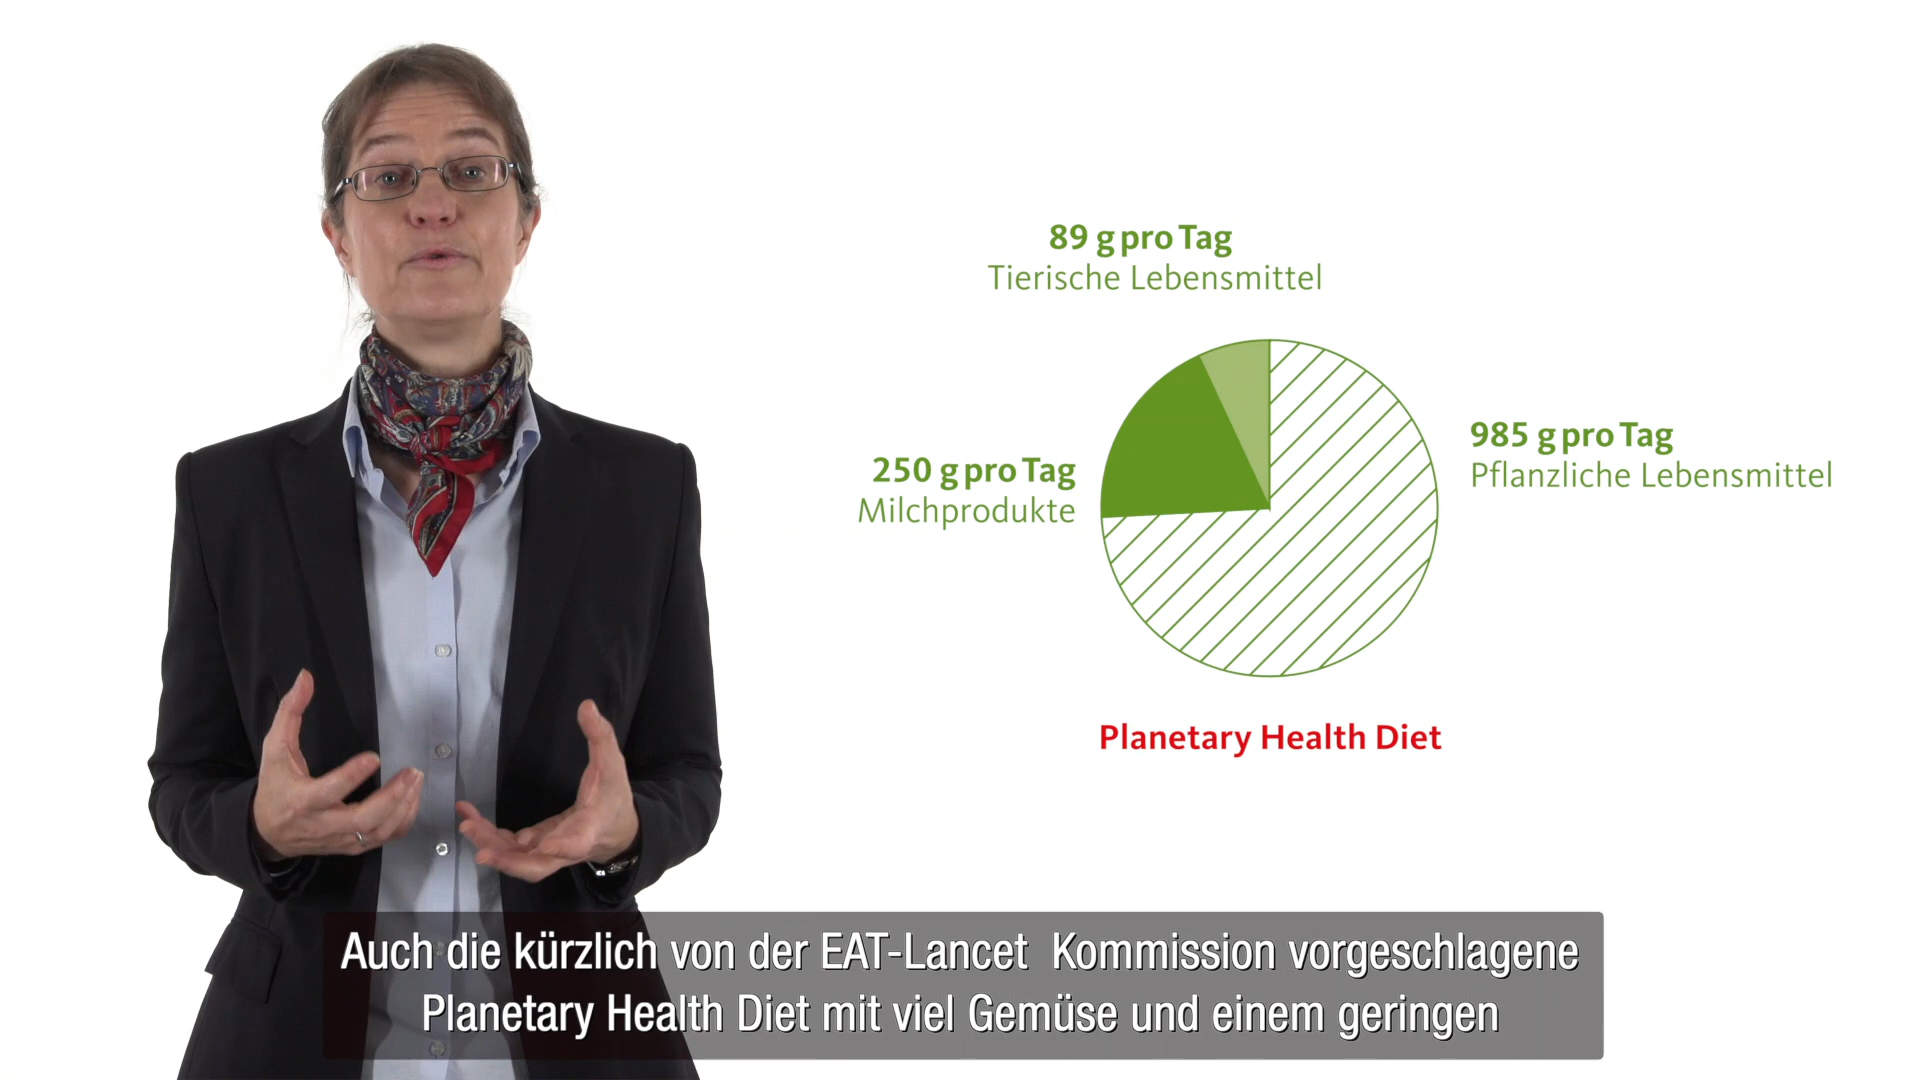 89 g pro Tag
Tierische Lebensmittel
985 g pro Tag
Pflanzliche Lebensmittel
250 g pro Tag
Milchprodukte
Planetary Health Diet
Auch die kürzlich von der EAT-Lancet Kommission vorgeschlagene
Planetary Health Diet mit viel Gemüse und einem geringen